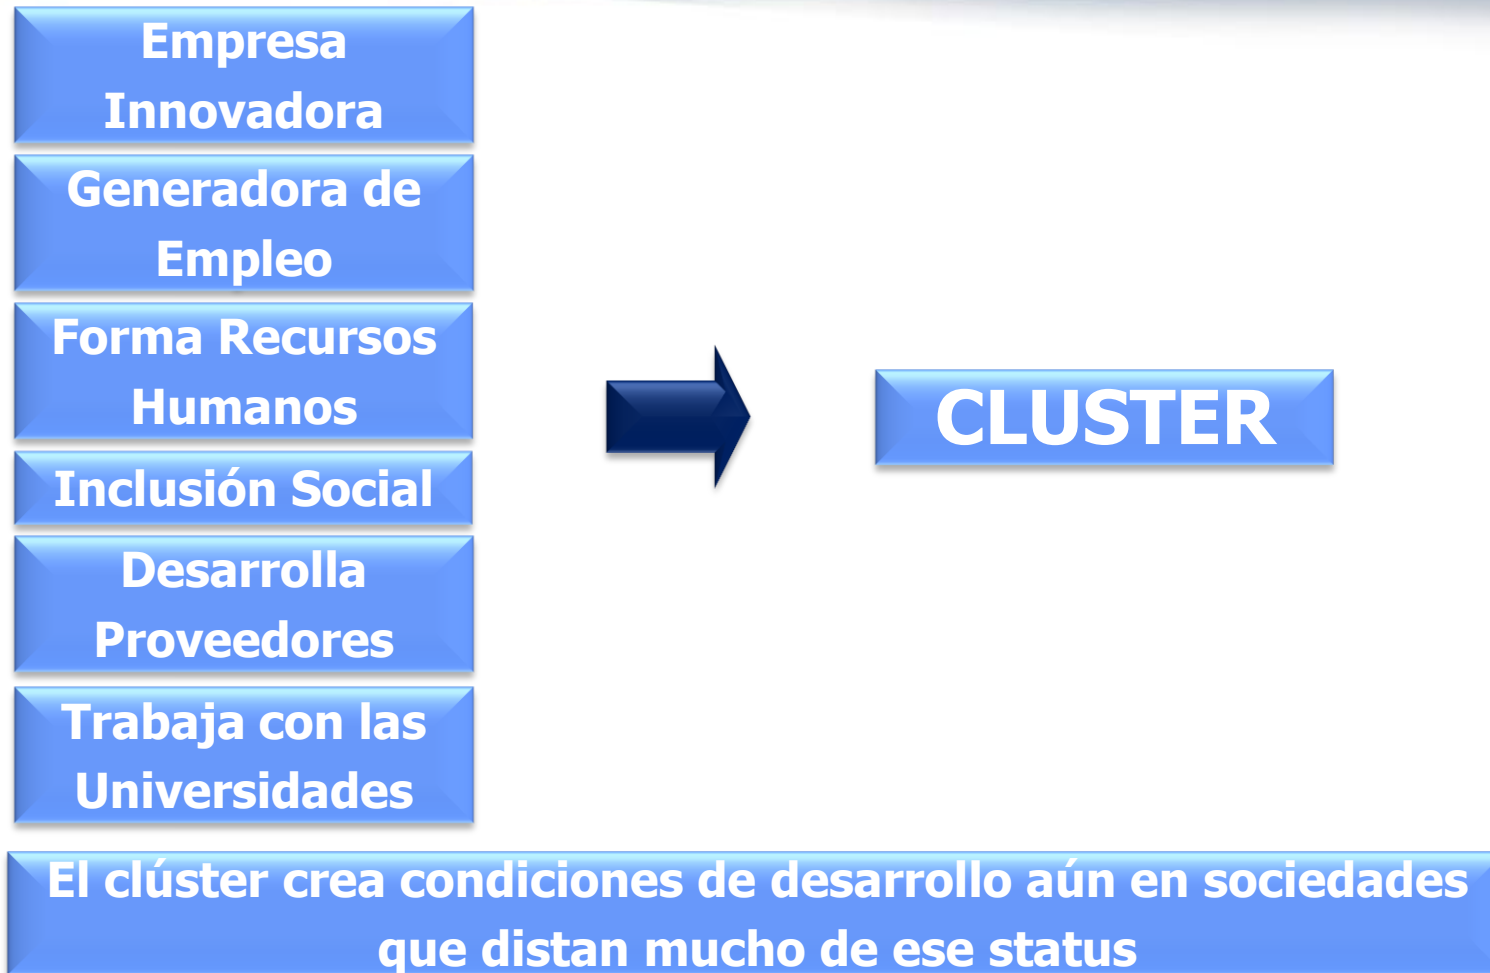 Empresa
Innovadora
Generadora de
Empleo
Forma Recursos
Humanos
Inclusión Social
Desarrolla
Proveedores
Trabaja con las
Universidades
CLUSTER
El clúster crea condiciones de desarrollo aún en sociedades
que distan mucho de ese status